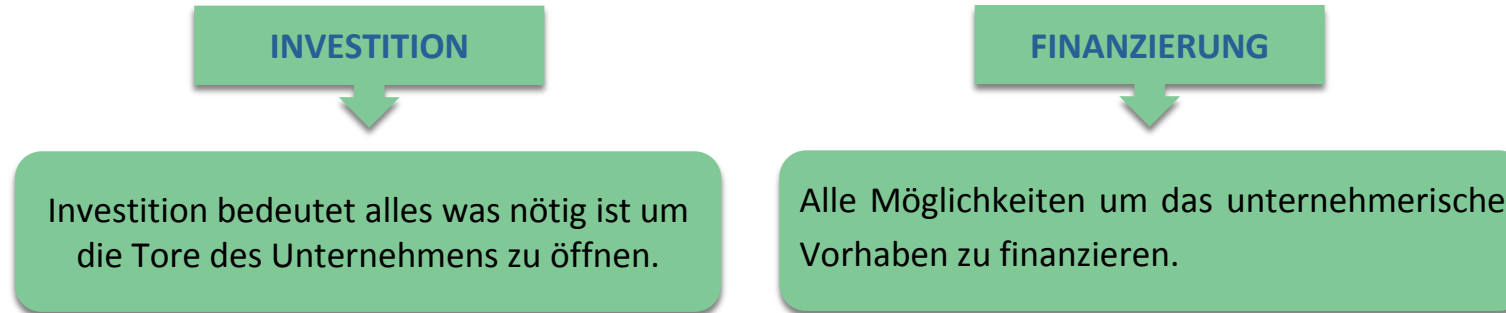 INVESTITION
Investition bedeutet alles was nötig ist um
die Tore des Unternehmens zu öffnen.
FINANZIERUNG
Alle Möglichkeiten um das unternehmerische
Vorhaben zu finanzieren.